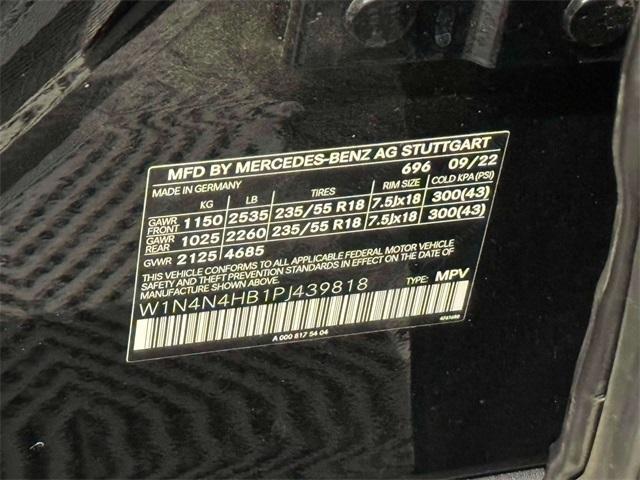 MFD BY MERCEDES-BENZ AG STUTTGART
MADE IN GERMANY 696 09/22
KG LB TIRES RIM SIZE COLD KPA(PSI)
GAWR FRONT 1150 2535 235/55 R18 7.5Jx18 300(43)
GAWR REAR 1025 2260 235/55 R18 7.5Jx18 300(43)
GVWR 2125 4685
THIS VEHICLE CONFORMS TO ALL APPLICABLE FEDERAL MOTOR VEHICLE
SAFETY AND THEFT PREVENTION STANDARDS IN EFFECT ON THE DATE OF
MANUFACTURE SHOWN ABOVE. TYPE: MPV
W1N4N4HB1PJ439818
A 000 817 54 04